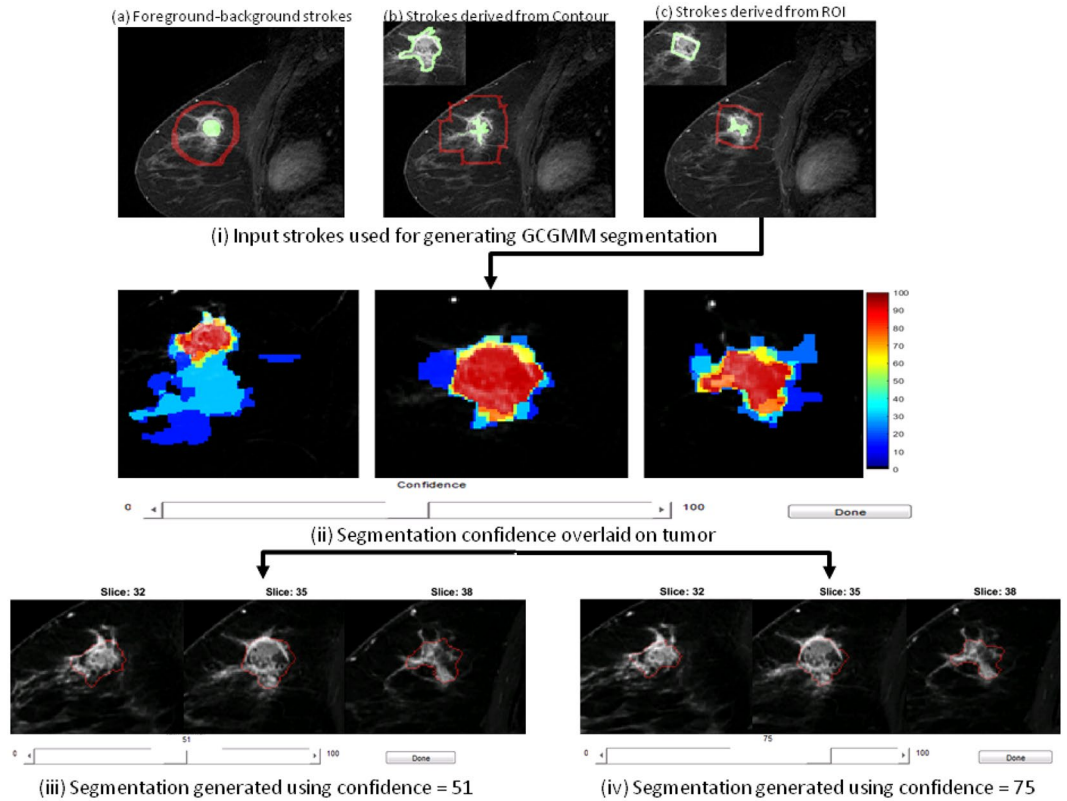 (a) Foreground-background strokes
(b) Strokes derived from Contour
(c) Strokes derived from ROI
(i) Input strokes used for generating GCGMM segmentation
100
90
80
70
60
50
40
30
20
10
0
Confidence
0
100
Done
(ii) Segmentation confidence overlaid on tumor
Slice: 32
Slice: 35
Slice: 38
Slice: 32
Slice: 35
Slice: 38
51
0
100
Done
75
0
100
Done
(iii) Segmentation generated using confidence = 51
(iv) Segmentation generated using confidence = 75